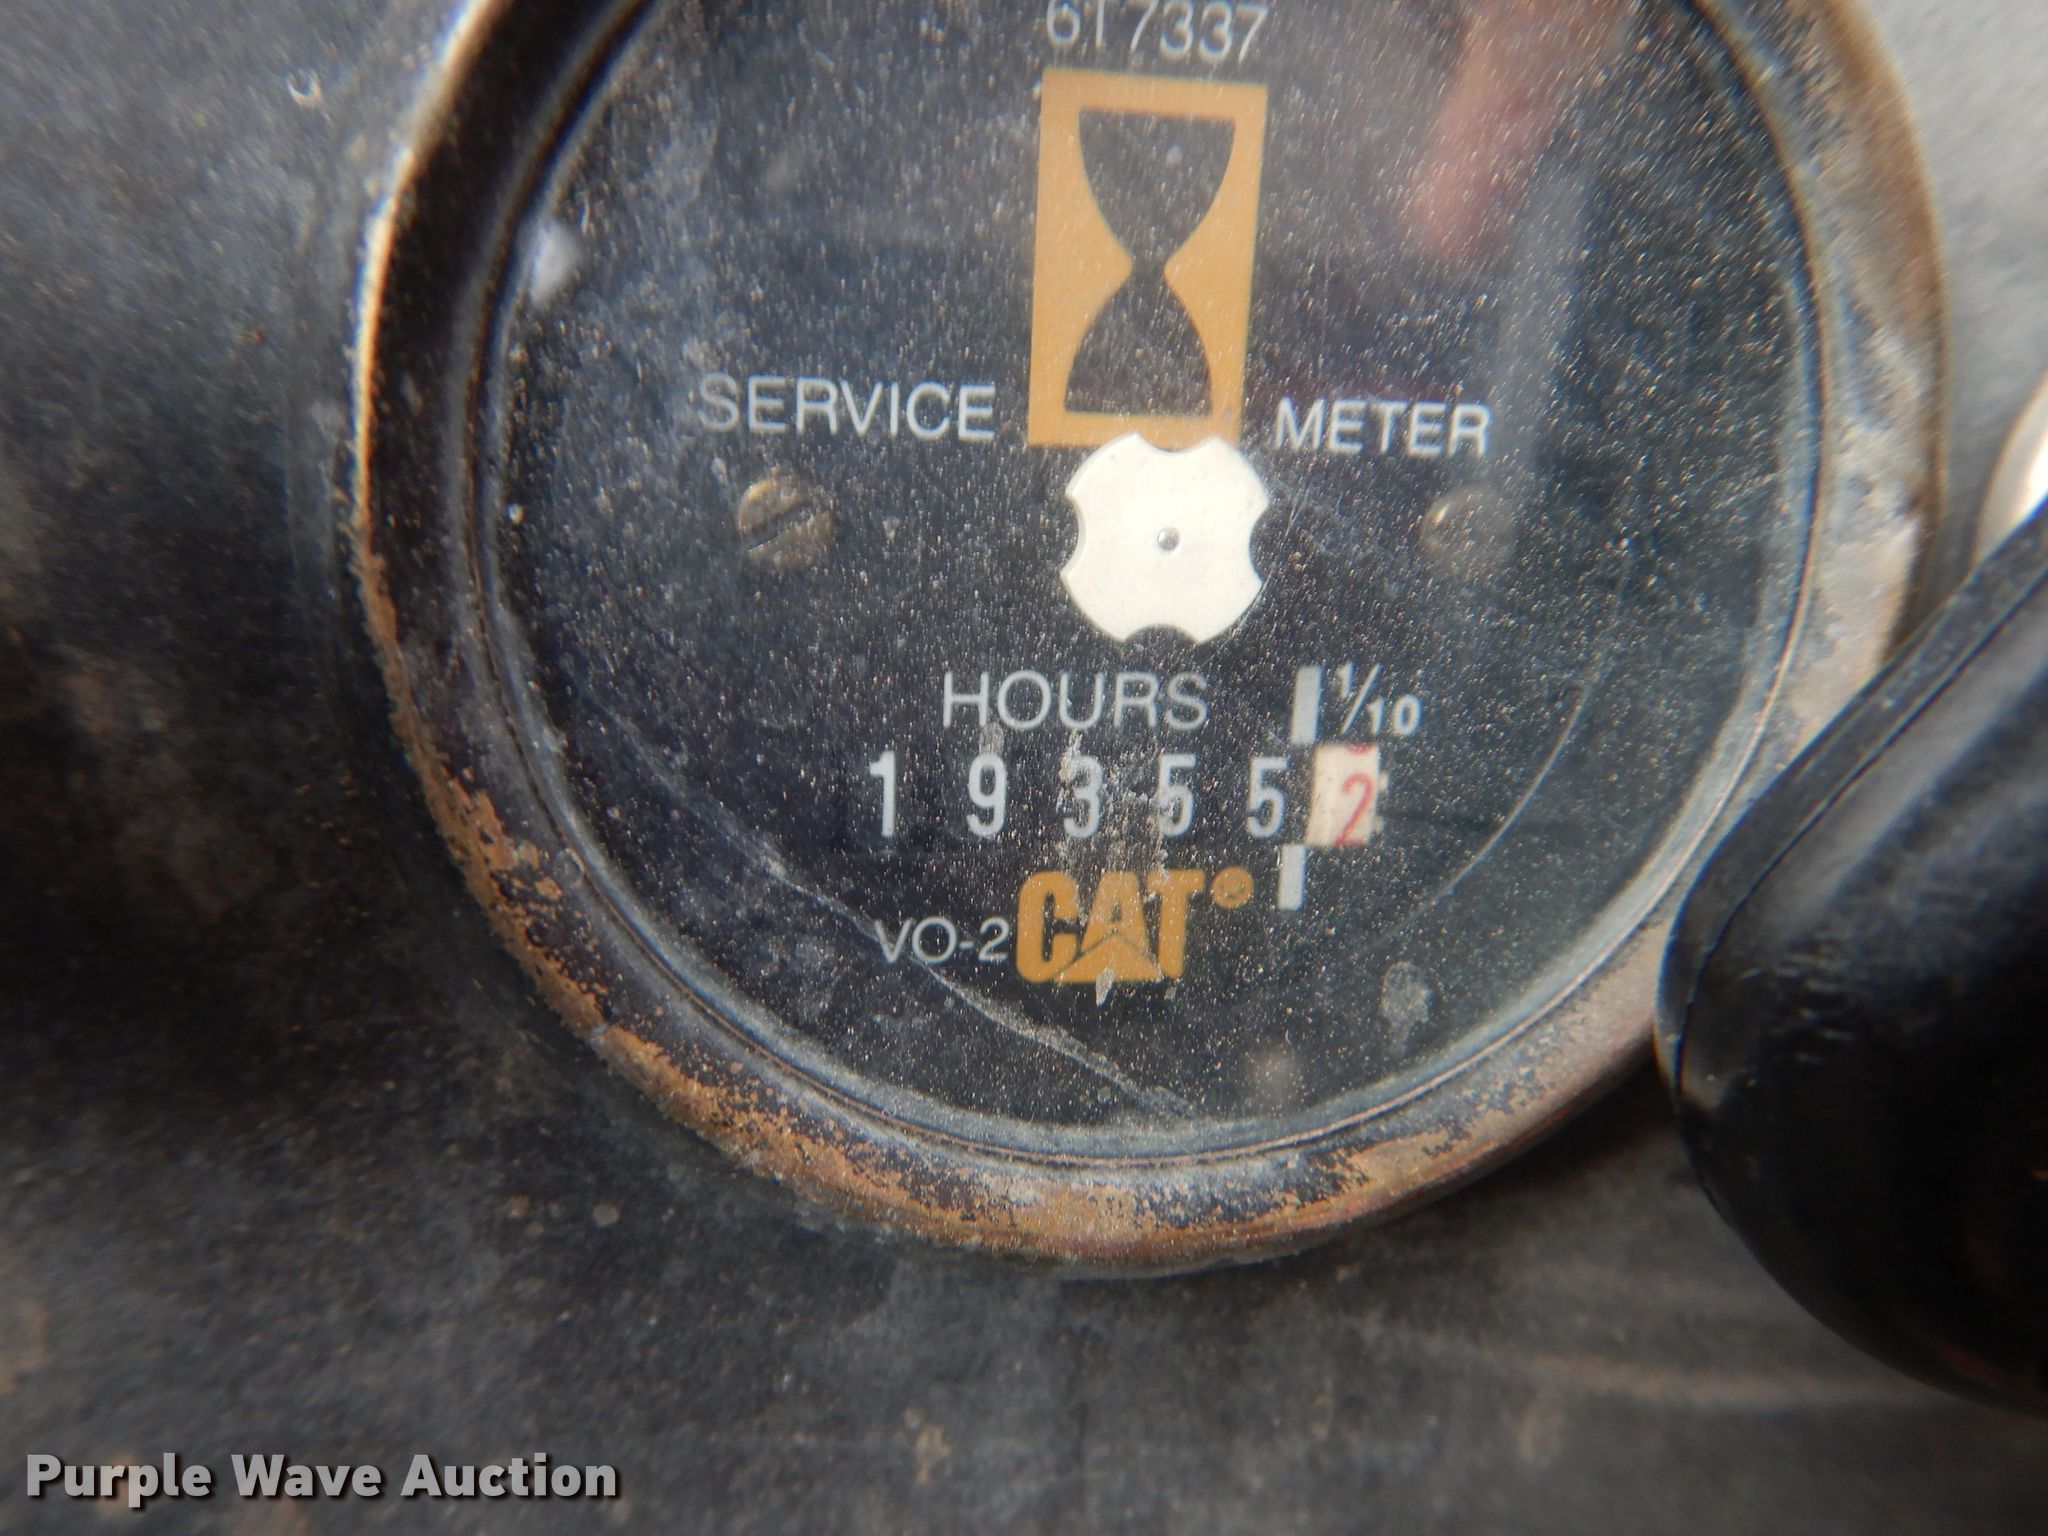 6T7337
SERVICE METER
HOURS 1/10
1 9 3 5 5 2
VO-2 CAT®
Purple Wave Auction